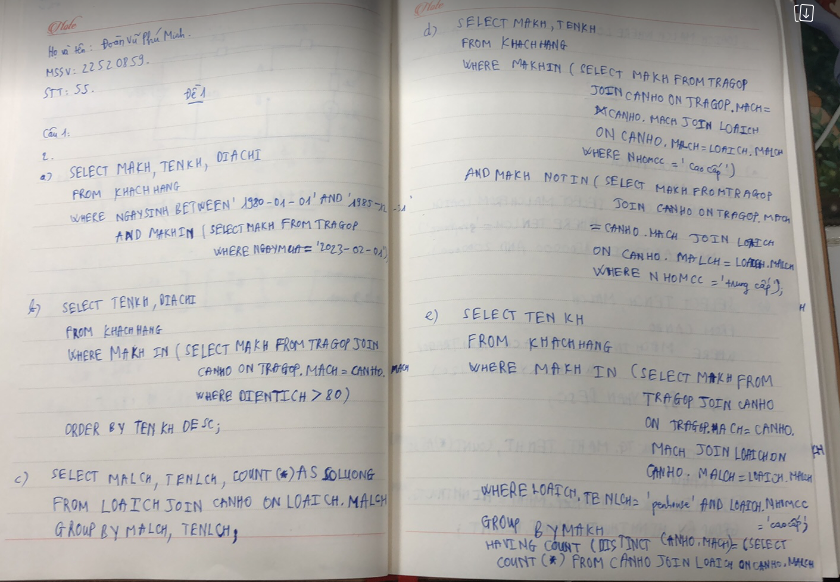 Note
Họ và tên: Đoàn Vũ Phú Minh.
MSSV: 22520859.
STT: 55.
Đề 1
Câu 1:
2.
a) SELECT MAKH, TENKH, DIACHI
FROM KHACHHANG
WHERE NGAYSINH BETWEEN '1980-01-01' AND '1985-12-31'
AND MAKH IN (SELECT MAKH FROM TRAGOP
WHERE NGAYMUA = '2023-02-01')
b) SELECT TENKH, DIACHI
FROM KHACHHANG
WHERE MAKH IN (SELECT MAKH FROM TRAGOP JOIN
CANHO ON TRAGOP.MACH = CANHO.MACH
WHERE DIENTICH > 80)
ORDER BY TENKH DESC;
c) SELECT MALCH, TENLCH, COUNT(*) AS SOLUONG
FROM LOAICH JOIN CANHO ON LOAICH.MALCH
GROUP BY MALCH, TENLCH;
Note
d) SELECT MAKH, TENKH
FROM KHACHHANG
WHERE MAKH IN (SELECT MAKH FROM TRAGOP
JOIN CANHO ON TRAGOP.MACH =
CANHO.MACH JOIN LOAICH
ON CANHO.MALCH = LOAICH.MALCH
WHERE NHOMCC = 'cao cấp')
AND MAKH NOT IN (SELECT MAKH FROM TRAGOP
JOIN CANHO ON TRAGOP.MACH
= CANHO.MACH JOIN LOAICH
ON CANHO.MALCH = LOAICH.MALCH
WHERE NHOMCC = 'trung cấp');
e) SELECT TENKH
FROM KHACHHANG
WHERE MAKH IN (SELECT MAKH FROM
TRAGOP JOIN CANHO
ON TRAGOP.MACH = CANHO.
MACH JOIN LOAICH ON
CANHO.MALCH = LOAICH.MALCH
WHERE LOAICH.TENLCH = 'penhouse' AND LOAICH.NHOMCC
= 'cao cấp')
GROUP BY MAKH
HAVING COUNT (DISTINCT CANHO.MACH) = (SELECT
COUNT(*) FROM CANHO JOIN LOAICH ON CANHO.MALCH